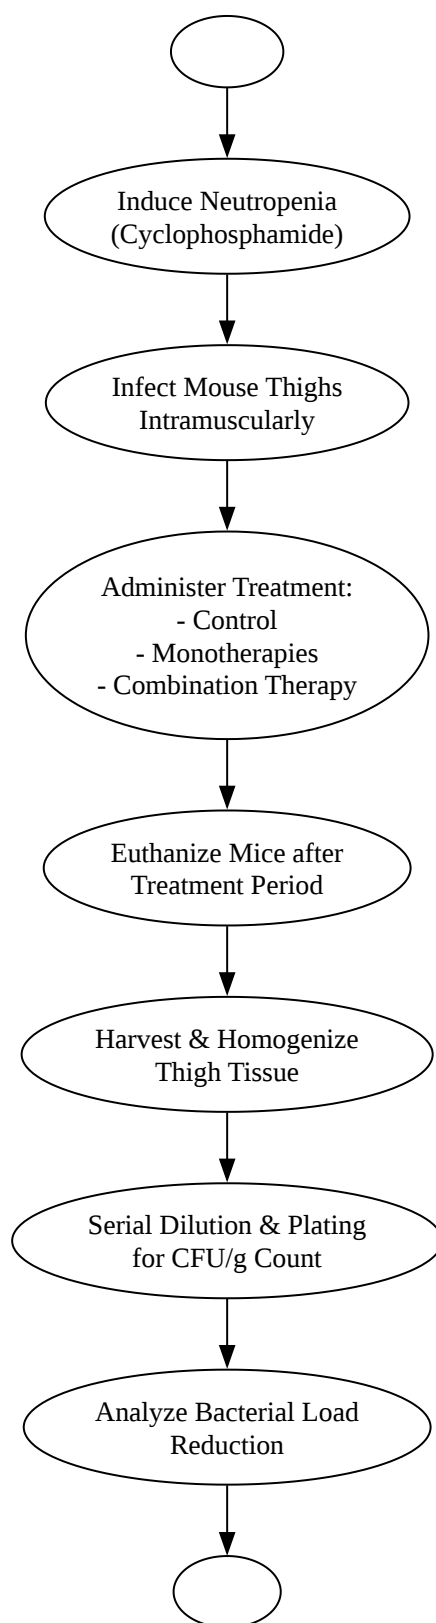 Induce Neutropenia
(Cyclophosphamide)
Infect Mouse Thighs
Intramuscularly
Administer Treatment:
- Control
- Monotherapies
- Combination Therapy
Euthanize Mice after
Treatment Period
Harvest & Homogenize
Thigh Tissue
Serial Dilution & Plating
for CFU/g Count
Analyze Bacterial Load
Reduction